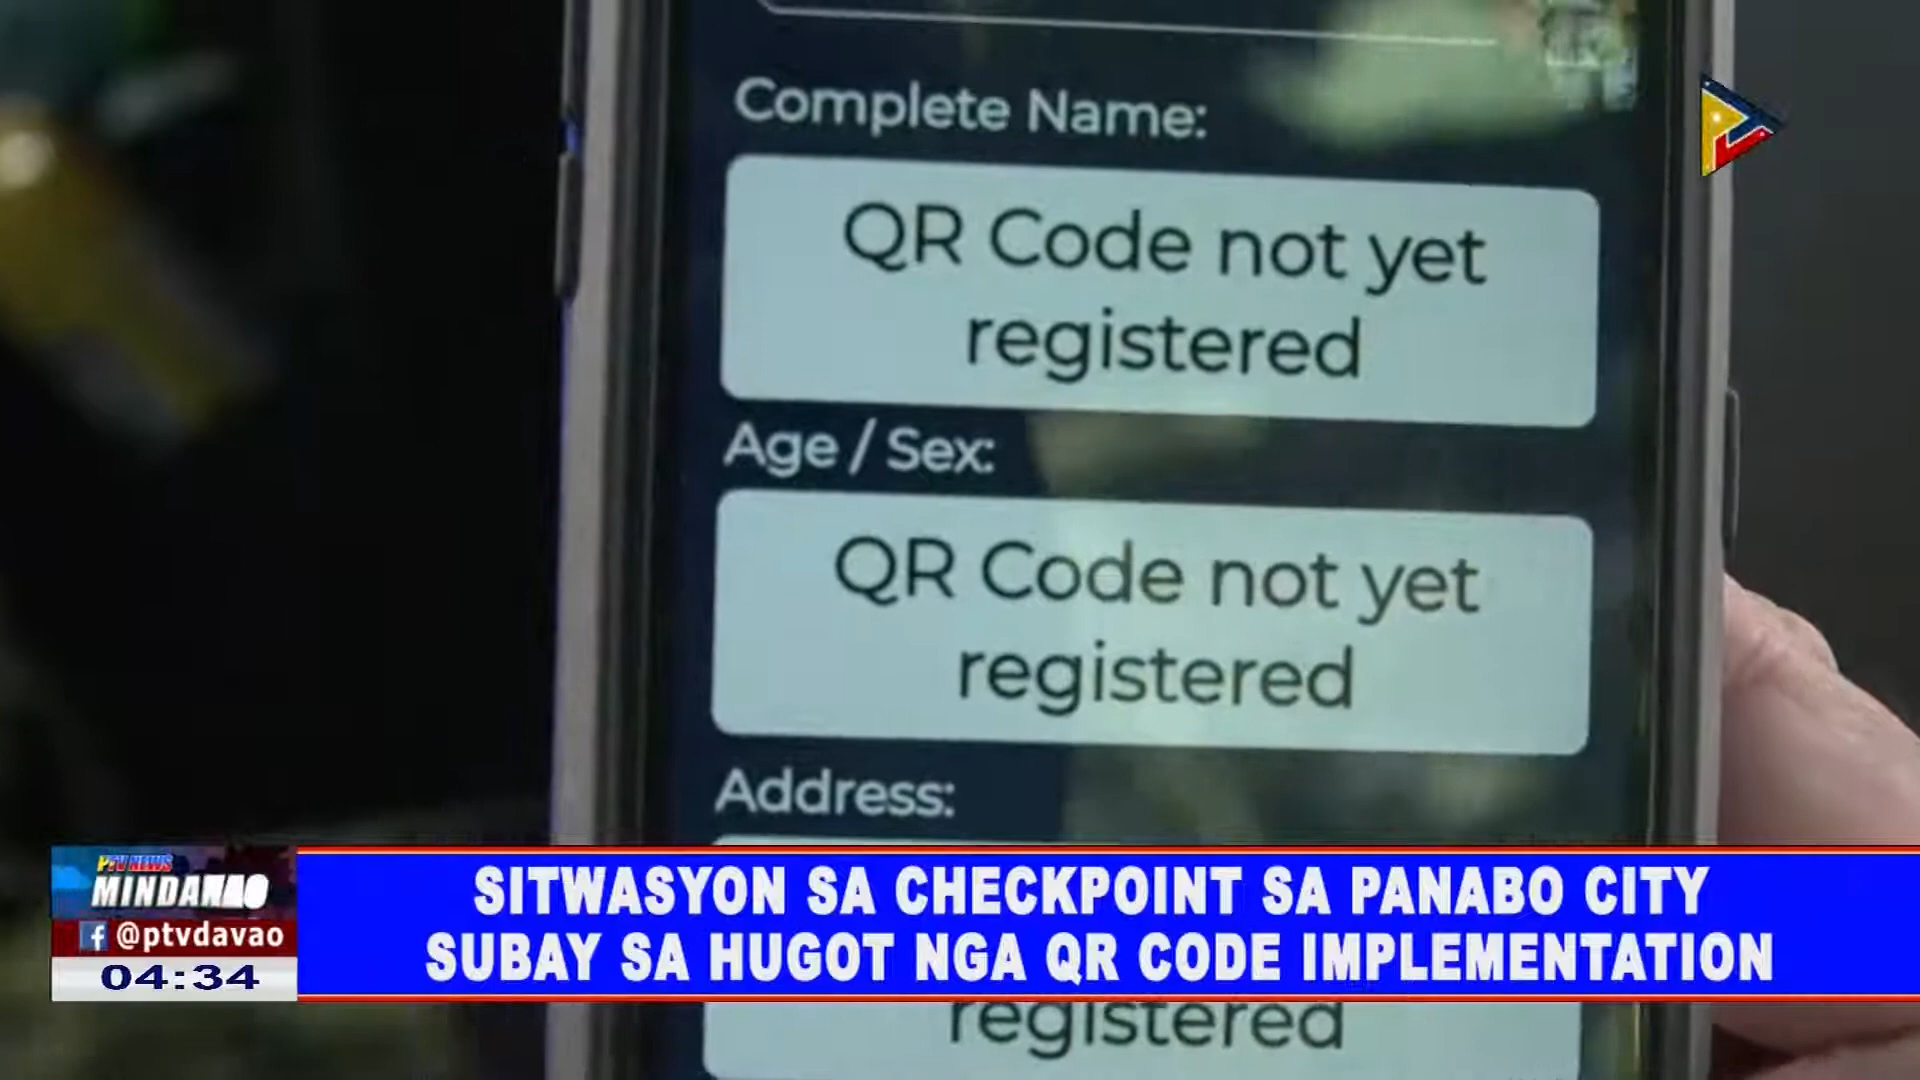 Complete Name:
QR Code not yet
registered
Age / Sex:
QR Code not yet
registered
Address:
PTV NEWS
MINDANAO
@ptvdavao
04:34
SITWASYON SA CHECKPOINT SA PANABO CITY
SUBAY SA HUGOT NGA QR CODE IMPLEMENTATION
registered